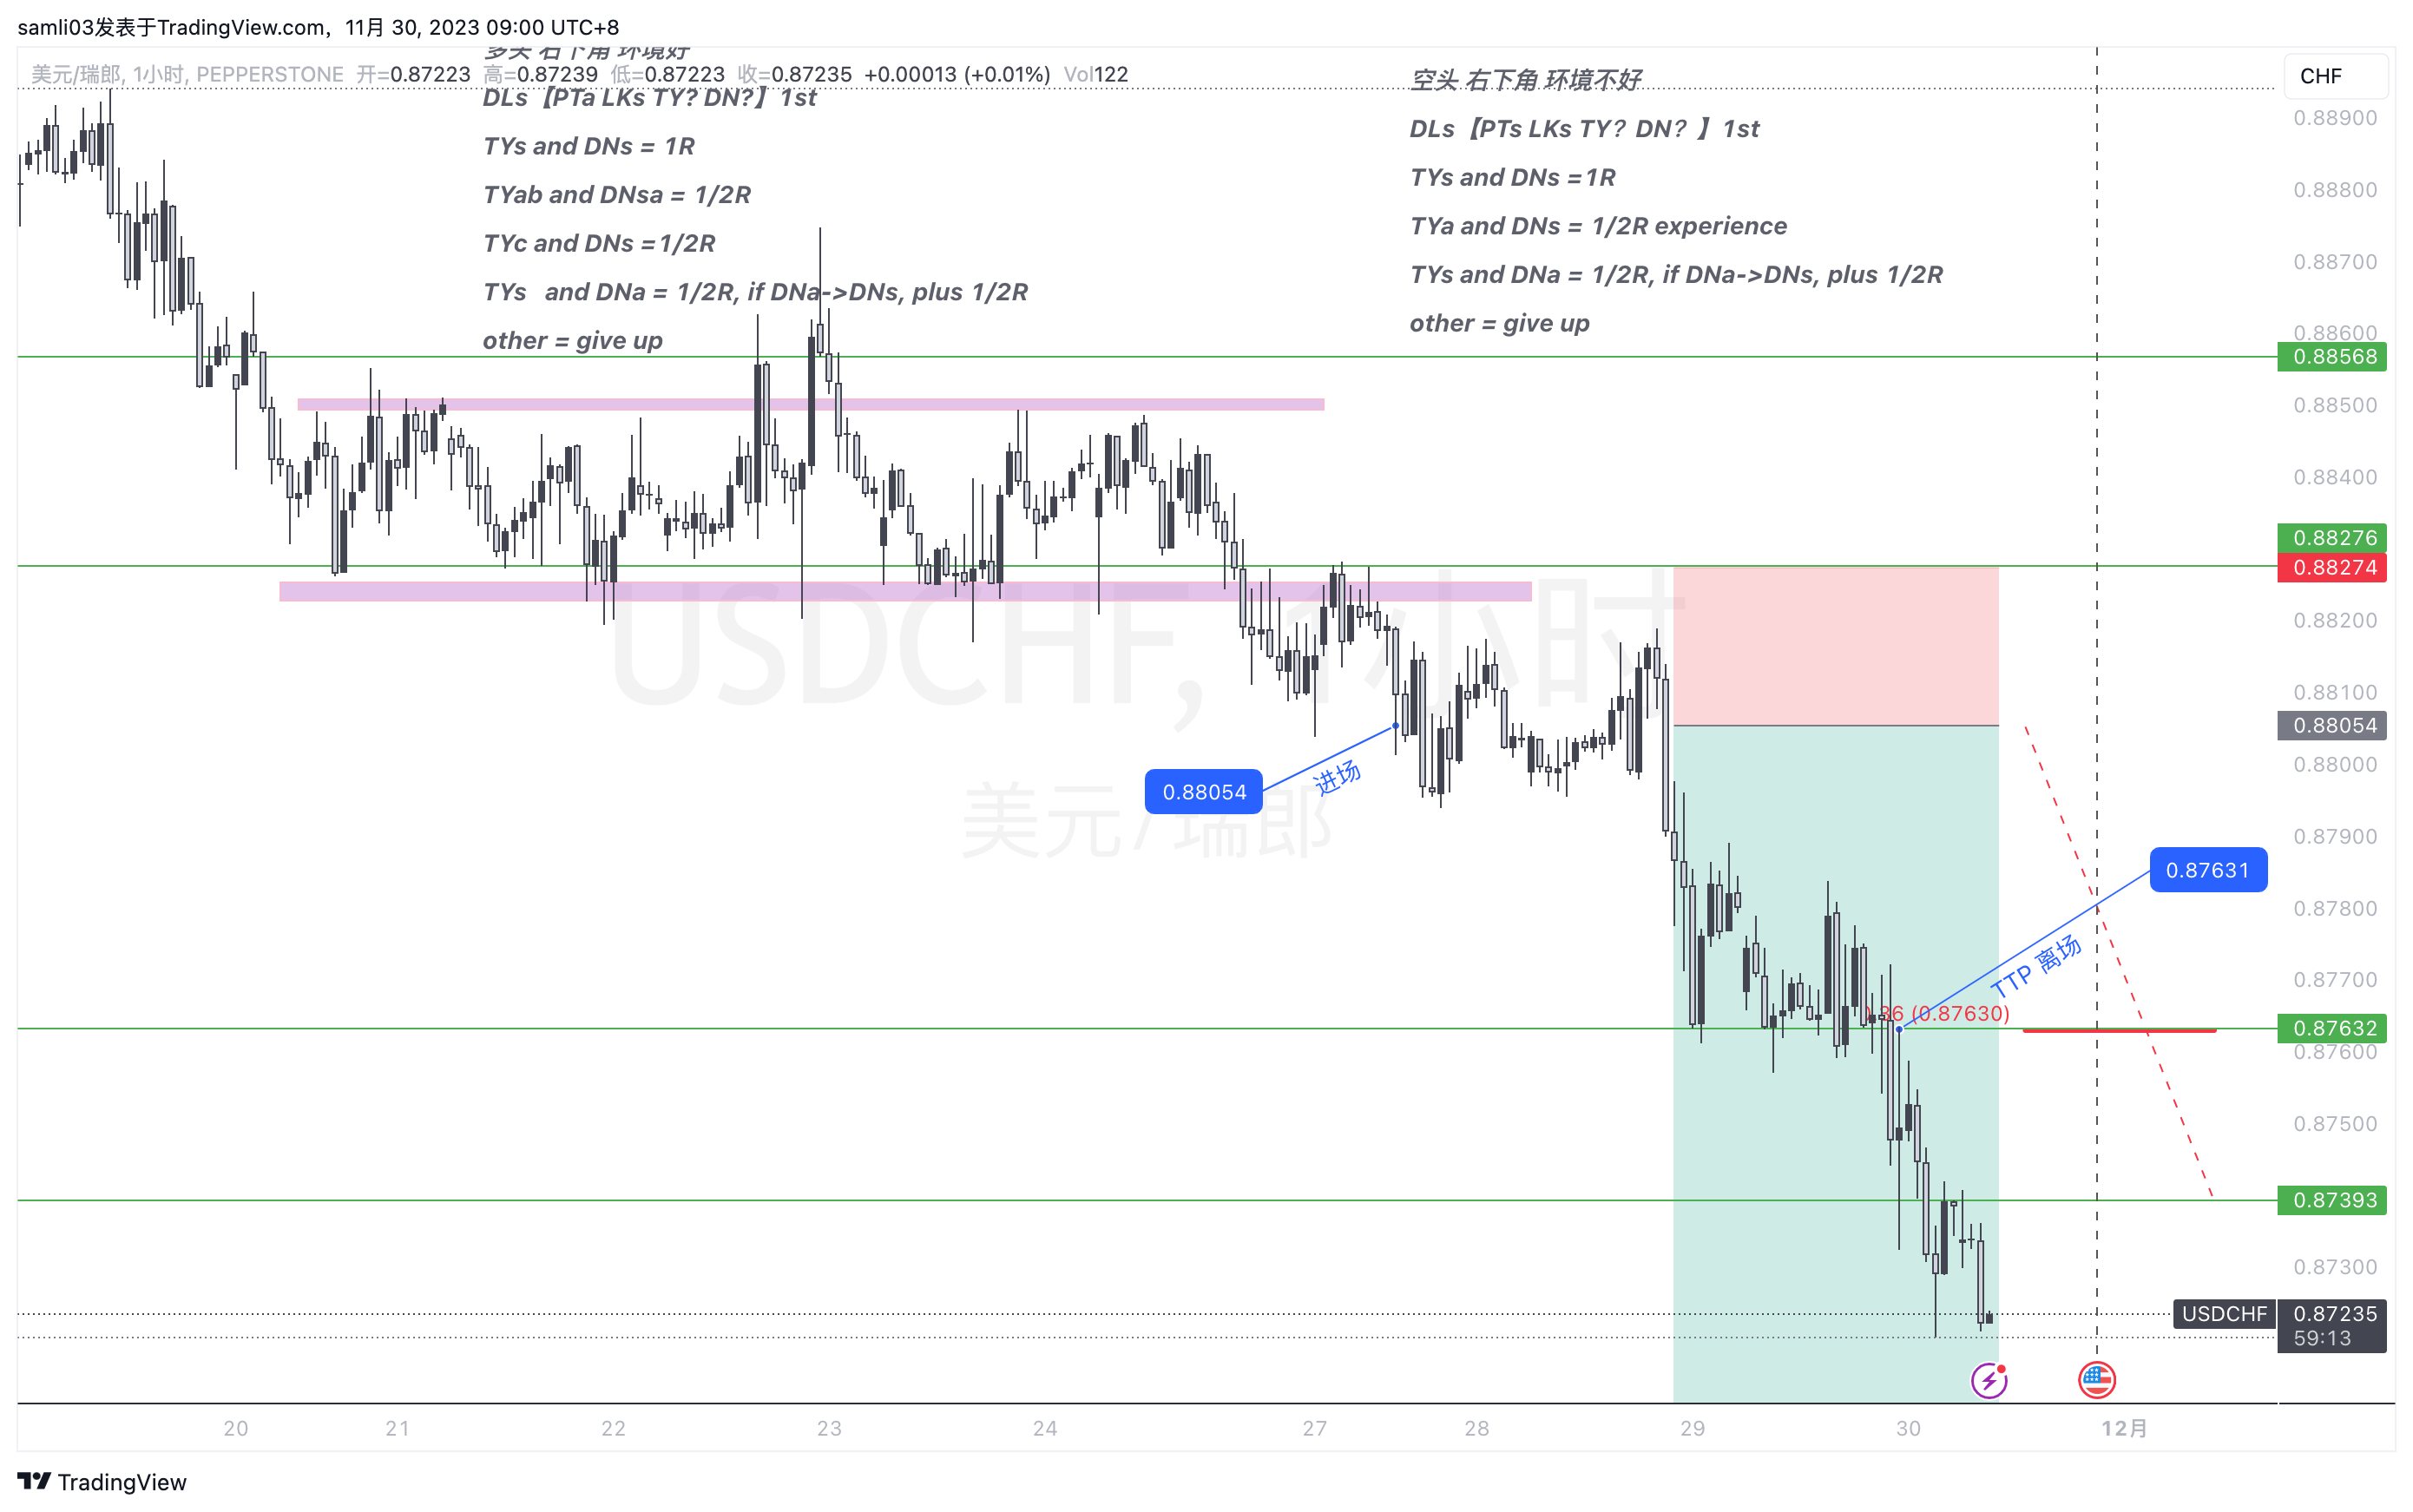 samli03发表于TradingView.com，11月 30, 2023 09:00 UTC+8
多头 右下角 环境好
美元/瑞郎, 1小时, PEPPERSTONE 开=0.87223 高=0.87239 低=0.87223 收=0.87235 +0.00013 (+0.01%) Vol122
DLs【PTa LKs TY? DN?】1st
TYs and DNs = 1R
TYab and DNsa = 1/2R
TYc and DNs =1/2R
TYs and DNa = 1/2R, if DNa->DNs, plus 1/2R
other = give up
空头 右下角 环境不好
DLs【PTs LKs TY？DN？】1st
TYs and DNs =1R
TYa and DNs = 1/2R experience
TYs and DNa = 1/2R, if DNa->DNs, plus 1/2R
other = give up
CHF
0.88900
0.88800
0.88700
0.88600
0.88568
0.88500
0.88400
0.88276
0.88274
0.88200
0.88100
0.88054
0.88000
0.87900
0.87800
0.87700
0.87632
0.87600
0.87500
0.87393
0.87300
USDCHF 0.87235
59:13
USDCHF, 1小时
美元/瑞郎
0.88054
进场
0.87631
TTP 离场
36 (0.87630)
20 21 22 23 24 27 28 29 30 12月
TradingView